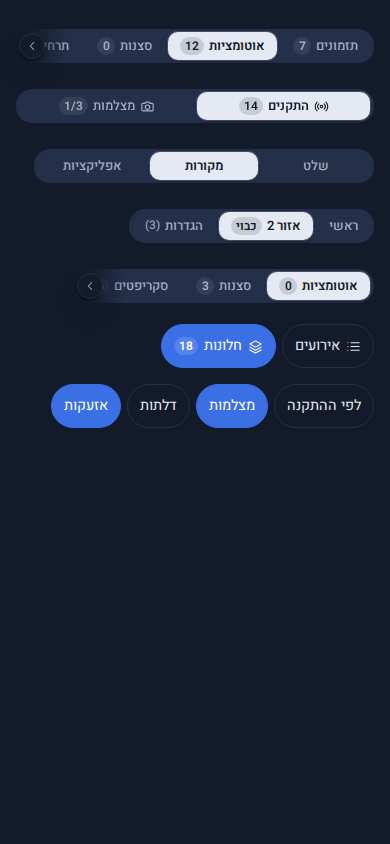 תזמונים 7 אוטומציות 12 סצנות 0
התקנים 14 מצלמות 1/3
שלט מקורות אפליקציות
ראשי אזור 2 כבוי הגדרות (3)
אוטומציות 0 סצנות 3 סקריפטים
אירועים חלונות 18
לפי ההתקנה מצלמות דלתות אזעקות